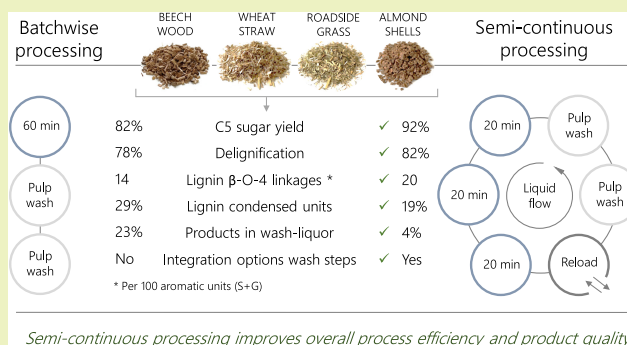 Batchwise
processing
BEECH
WOOD
WHEAT
STRAW
ROADSIDE
GRASS
ALMOND
SHELLS
Semi-continuous
processing
60 min
Pulp
wash
Pulp
wash
82% C5 sugar yield ✓ 92%
78% Delignification ✓ 82%
14 Lignin β-O-4 linkages * ✓ 20
29% Lignin condensed units ✓ 19%
23% Products in wash-liquor ✓ 4%
No Integration options wash steps ✓ Yes
* Per 100 aromatic units (S+G)
20 min
Pulp
wash
20 min
Liquid
flow
Pulp
wash
20 min
Reload
Semi-continuous processing improves overall process efficiency and product quality